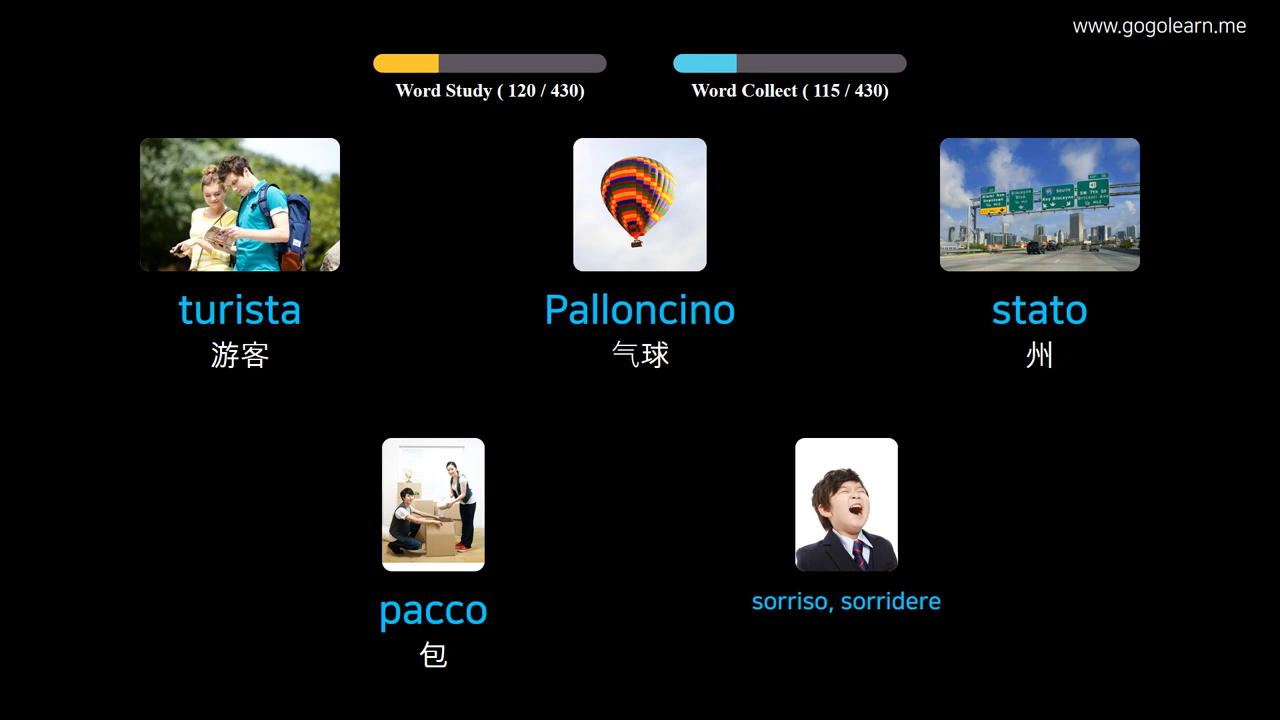 www.gogolearn.me
Word Study ( 120 / 430)
Word Collect ( 115 / 430)
turista
游客
Palloncino
气球
stato
州
pacco
包
sorriso, sorridere